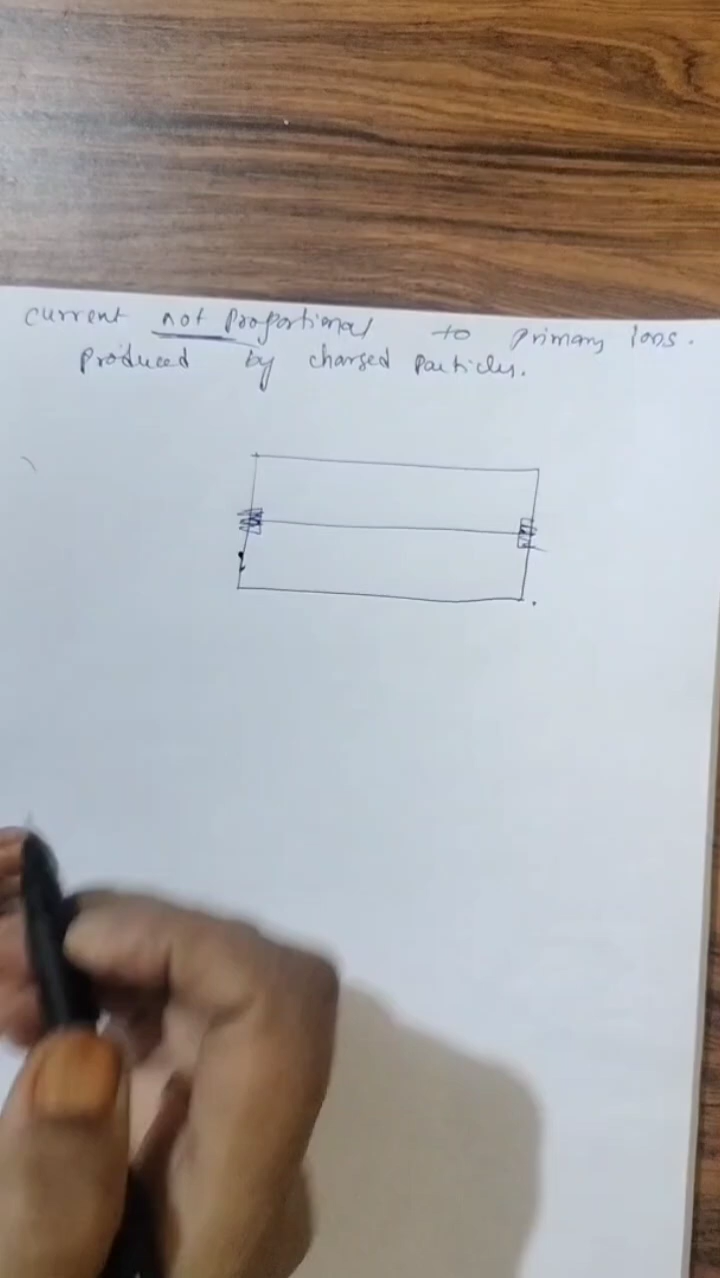 current not proportional to primary ions.
produced by charged particles.